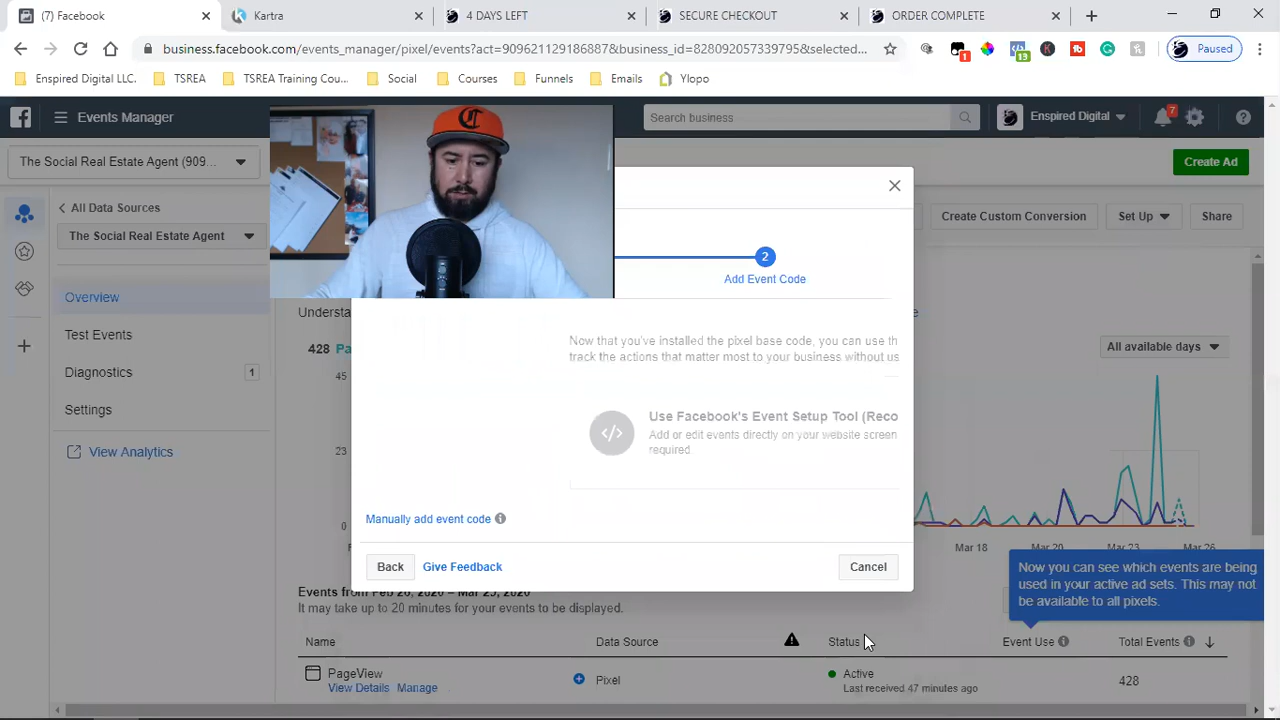 (7) Facebook
Kartra
4 DAYS LEFT
SECURE CHECKOUT
ORDER COMPLETE
business.facebook.com/events_manager/pixel/events?act=909621129186887&business_id=828092057339795&selected...
1
13
Paused
Enspired Digital LLC.
TSREA
TSREA Training Cou...
Social
Courses
Funnels
Emails
Ylopo
Events Manager
Search business
Enspired Digital
7
The Social Real Estate Agent (909...
Create Ad
All Data Sources
The Social Real Estate Agent
Create Custom Conversion
Set Up
Share
Overview
Test Events
Diagnostics
1
Settings
View Analytics
2
Add Event Code
Understa
e
428 Pa
All available days
45
23
0
Now that you've installed the pixel base code, you can use th
track the actions that matter most to your business without us
Use Facebook's Event Setup Tool (Reco
Add or edit events directly on your website screen
required
Manually add event code
Back
Give Feedback
Cancel
F
Mar 18
Mar 20
Mar 23
Mar 26
Now you can see which events are being
used in your active ad sets. This may not
be available to all pixels.
Events from Feb 26, 2020 – Mar 25, 2020
It may take up to 20 minutes for your events to be displayed.
Name
Data Source
Status
Event Use
Total Events
PageView
View Details
Manage
Pixel
Active
Last received 47 minutes ago
428